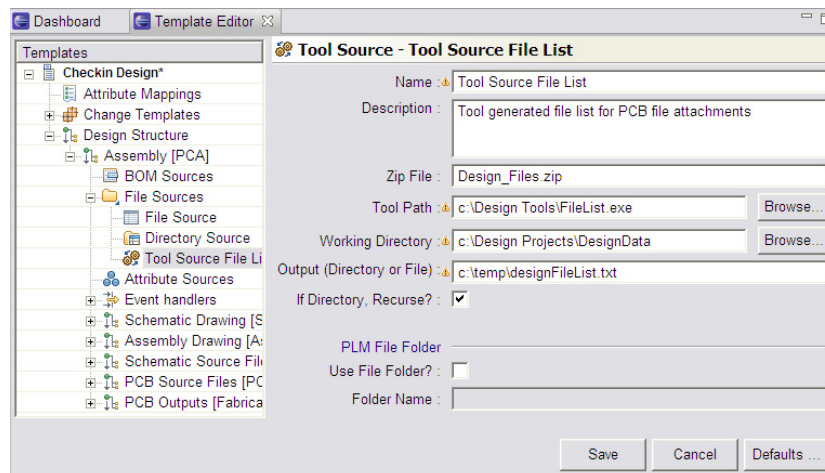 Dashboard
Template Editor
Templates
Checkin Design*
Attribute Mappings
Change Templates
Design Structure
Assembly [PCA]
BOM Sources
File Sources
File Source
Directory Source
Tool Source File Li
Attribute Sources
Event handlers
Schematic Drawing [S
Assembly Drawing [A
Schematic Source File
PCB Source Files [PC
PCB Outputs [Fabrica
Tool Source - Tool Source File List
Name : Tool Source File List
Description : Tool generated file list for PCB file attachments
Zip File : Design_Files.zip
Tool Path : c:\Design Tools\FileList.exe Browse...
Working Directory : c:\Design Projects\DesignData Browse...
Output (Directory or File) : c:\temp\designFileList.txt
If Directory, Recurse? :
PLM File Folder
Use File Folder? :
Folder Name :
Save Cancel Defaults ...